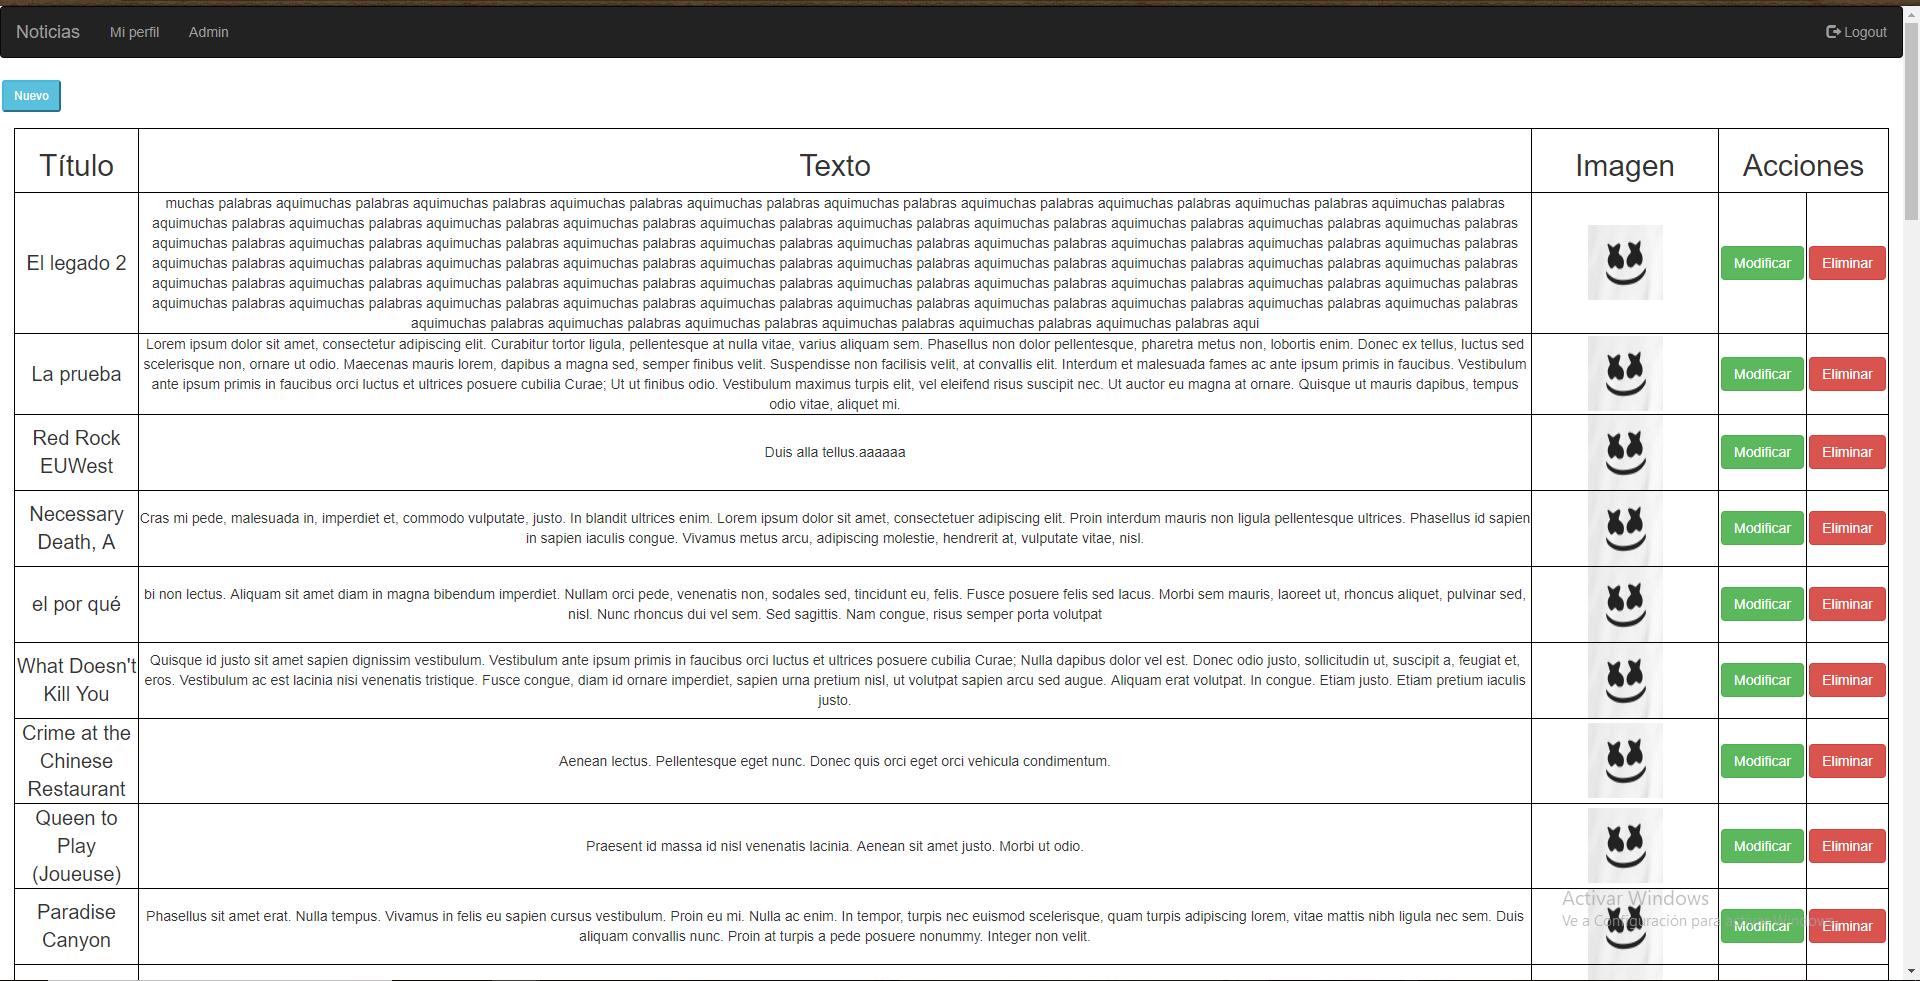 Noticias Mi perfil Admin Logout
Nuevo
Título Texto Imagen Acciones
El legado 2
muchas palabras aquimuchas palabras aquimuchas palabras aquimuchas palabras aquimuchas palabras aquimuchas palabras aquimuchas palabras aquimuchas palabras aquimuchas palabras aquimuchas palabras
aquimuchas palabras aquimuchas palabras aquimuchas palabras aquimuchas palabras aquimuchas palabras aquimuchas palabras aquimuchas palabras aquimuchas palabras aquimuchas palabras aquimuchas palabras
aquimuchas palabras aquimuchas palabras aquimuchas palabras aquimuchas palabras aquimuchas palabras aquimuchas palabras aquimuchas palabras aquimuchas palabras aquimuchas palabras aquimuchas palabras
aquimuchas palabras aquimuchas palabras aquimuchas palabras aquimuchas palabras aquimuchas palabras aquimuchas palabras aquimuchas palabras aquimuchas palabras aquimuchas palabras aquimuchas palabras
aquimuchas palabras aquimuchas palabras aquimuchas palabras aquimuchas palabras aquimuchas palabras aquimuchas palabras aquimuchas palabras aquimuchas palabras aquimuchas palabras aquimuchas palabras
aquimuchas palabras aquimuchas palabras aquimuchas palabras aquimuchas palabras aquimuchas palabras aquimuchas palabras aquimuchas palabras aquimuchas palabras aquimuchas palabras aquimuchas palabras
aquimuchas palabras aquimuchas palabras aquimuchas palabras aquimuchas palabras aquimuchas palabras aquimuchas palabras aqui
Modificar Eliminar
La prueba
Lorem ipsum dolor sit amet, consectetur adipiscing elit. Curabitur tortor ligula, pellentesque at nulla vitae, varius aliquam sem. Phasellus non dolor pellentesque, pharetra metus non, lobortis enim. Donec ex tellus, luctus sed
scelerisque non, ornare ut odio. Maecenas mauris lorem, dapibus a magna sed, semper finibus velit. Suspendisse non facilisis velit, at convallis elit. Interdum et malesuada fames ac ante ipsum primis in faucibus. Vestibulum
ante ipsum primis in faucibus orci luctus et ultrices posuere cubilia Curae; Ut ut finibus odio. Vestibulum maximus turpis elit, vel eleifend risus suscipit nec. Ut auctor eu magna at ornare. Quisque ut mauris dapibus, tempus
odio vitae, aliquet mi.
Modificar Eliminar
Red Rock
EUWest
Duis alla tellus.aaaaaa
Modificar Eliminar
Necessary
Death, A
Cras mi pede, malesuada in, imperdiet et, commodo vulputate, justo. In blandit ultrices enim. Lorem ipsum dolor sit amet, consectetuer adipiscing elit. Proin interdum mauris non ligula pellentesque ultrices. Phasellus id sapien
in sapien iaculis congue. Vivamus metus arcu, adipiscing molestie, hendrerit at, vulputate vitae, nisl.
Modificar Eliminar
el por qué
bi non lectus. Aliquam sit amet diam in magna bibendum imperdiet. Nullam orci pede, venenatis non, sodales sed, tincidunt eu, felis. Fusce posuere felis sed lacus. Morbi sem mauris, laoreet ut, rhoncus aliquet, pulvinar sed,
nisl. Nunc rhoncus dui vel sem. Sed sagittis. Nam congue, risus semper porta volutpat
Modificar Eliminar
What Doesn't
Kill You
Quisque id justo sit amet sapien dignissim vestibulum. Vestibulum ante ipsum primis in faucibus orci luctus et ultrices posuere cubilia Curae; Nulla dapibus dolor vel est. Donec odio justo, sollicitudin ut, suscipit a, feugiat et,
eros. Vestibulum ac est lacinia nisi venenatis tristique. Fusce congue, diam id ornare imperdiet, sapien urna pretium nisl, ut volutpat sapien arcu sed augue. Aliquam erat volutpat. In congue. Etiam justo. Etiam pretium iaculis
justo.
Modificar Eliminar
Crime at the
Chinese
Restaurant
Aenean lectus. Pellentesque eget nunc. Donec quis orci eget orci vehicula condimentum.
Modificar Eliminar
Queen to
Play
(Joueuse)
Praesent id massa id nisl venenatis lacinia. Aenean sit amet justo. Morbi ut odio.
Modificar Eliminar
Paradise
Canyon
Phasellus sit amet erat. Nulla tempus. Vivamus in felis eu sapien cursus vestibulum. Proin eu mi. Nulla ac enim. In tempor, turpis nec euismod scelerisque, quam turpis adipiscing lorem, vitae mattis nibh ligula nec sem. Duis
aliquam convallis nunc. Proin at turpis a pede posuere nonummy. Integer non velit.
Modificar Eliminar
Activar Windows
Ve a Configuración para activar Windows.